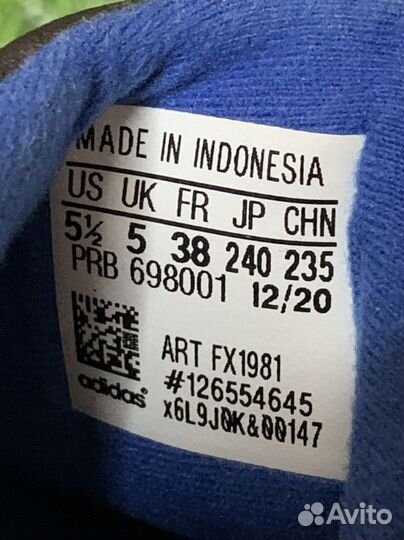 MADE IN INDONESIA
US UK FR JP CHN
5½ 5 38 240 235
PRB 698001 12/20
ART FX1981
#126554645
x6L9J0K&00147
adidas®
Avito